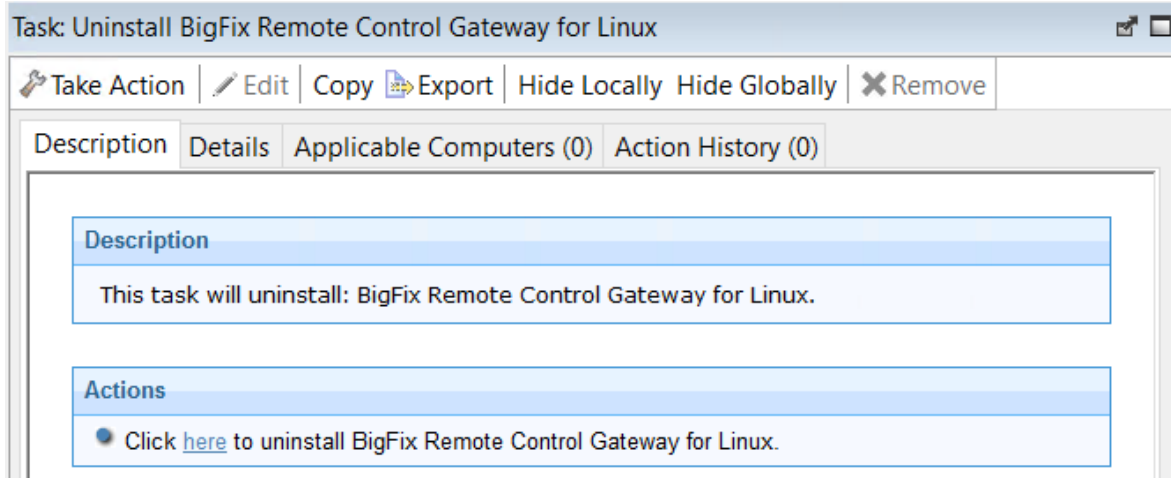 Task: Uninstall BigFix Remote Control Gateway for Linux
Take Action Edit Copy Export Hide Locally Hide Globally Remove
Description Details Applicable Computers (0) Action History (0)
Description
This task will uninstall: BigFix Remote Control Gateway for Linux.
Actions
Click here to uninstall BigFix Remote Control Gateway for Linux.